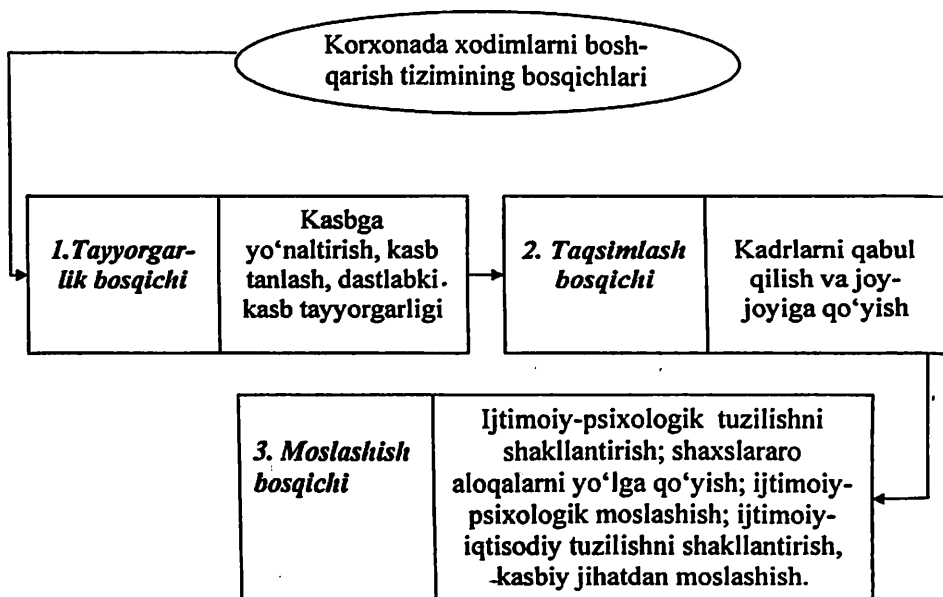 Korxonada xodimlarni bosh-
qarish tizimining bosqichlari
1.Tayyorgar-
lik bosqichi
Kasbga
yo‘naltirish, kasb
tanlash, dastlabki
kasb tayyorgarligi
2. Taqsimlash
bosqichi
Kadrlarni qabul
qilish va joy-
joyiga qo‘yish
3. Moslashish
bosqichi
Ijtimoiy-psixologik tuzilishni
shakllantirish; shaxslararo
aloqalarni yo‘lga qo‘yish; ijtimoiy-
psixologik moslashish; ijtimoiy-
iqtisodiy tuzilishni shakllantirish,
kasbiy jihatdan moslashish.